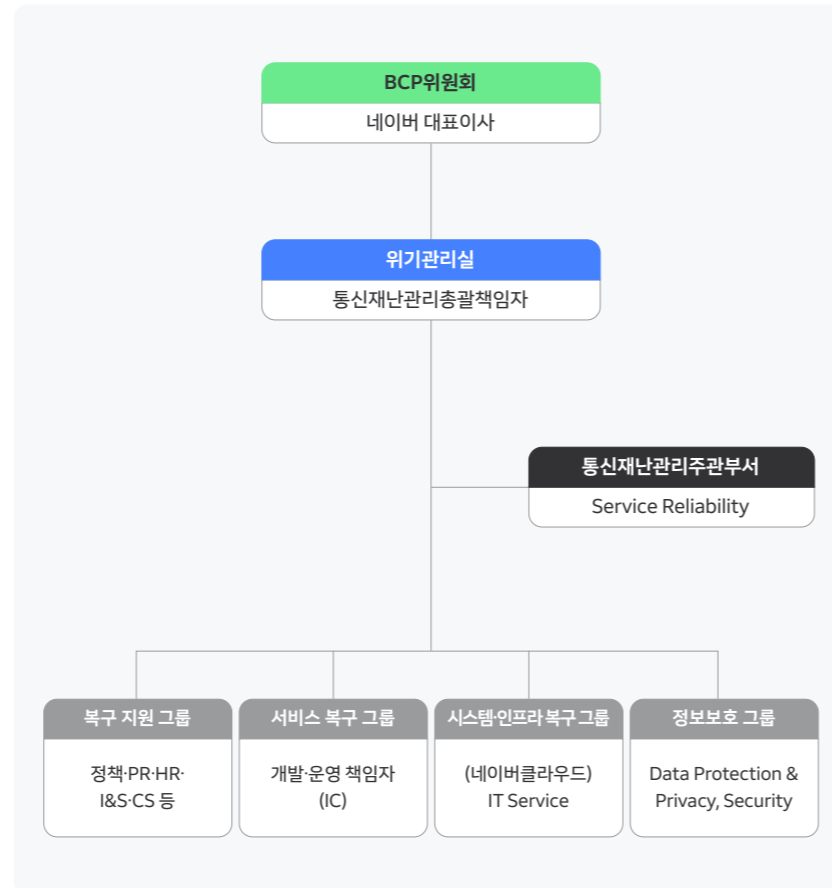 BCP위원회
네이버 대표이사
위기관리실
통신재난관리총괄책임자
통신재난관리주관부서
Service Reliability
복구 지원 그룹
정책·PR·HR·
I&S·CS 등
서비스 복구 그룹
개발·운영 책임자
(IC)
시스템·인프라 복구 그룹
(네이버클라우드)
IT Service
정보보호 그룹
Data Protection &
Privacy, Security